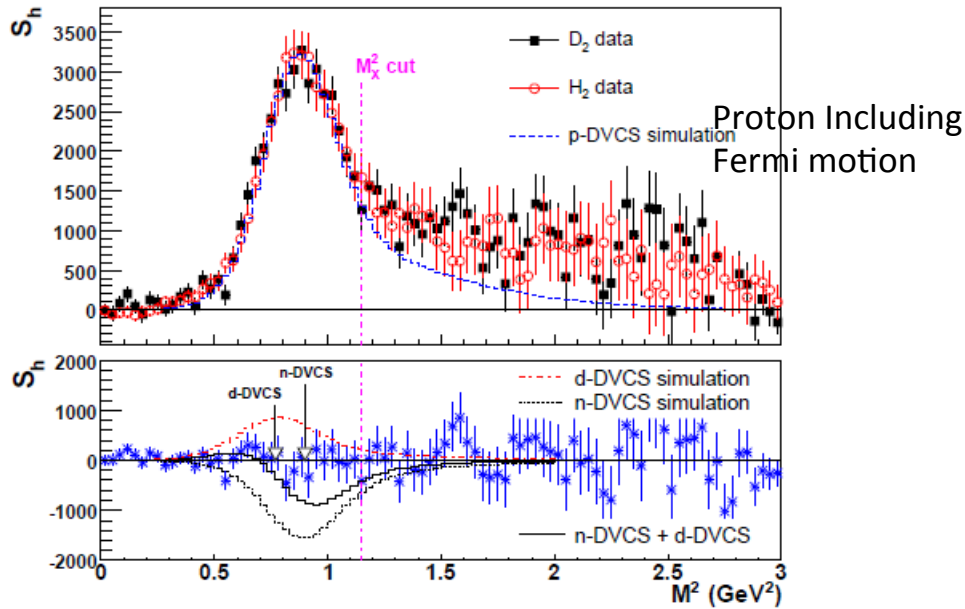 S_h
3500
3000
2500
2000
1500
1000
500
0
D₂ data
H₂ data
p-DVCS simulation
M²ₓ cut
Proton Including
Fermi motion
S_h
2000
1000
0
-1000
-2000
n-DVCS
d-DVCS
d-DVCS simulation
n-DVCS simulation
n-DVCS + d-DVCS
0 0.5 1 1.5 2 2.5 3
M² (GeV²)